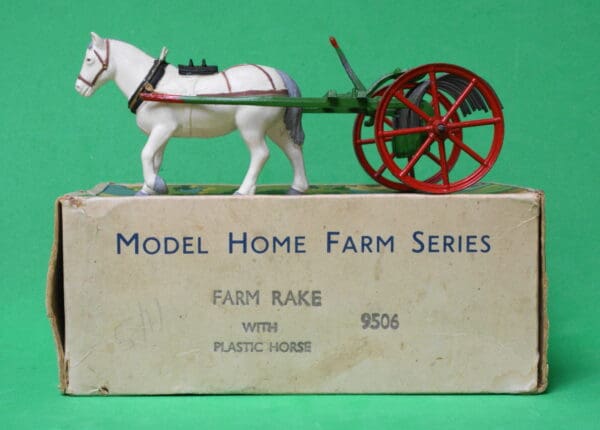 MODEL HOME FARM SERIES
FARM RAKE
WITH 9506
PLASTIC HORSE